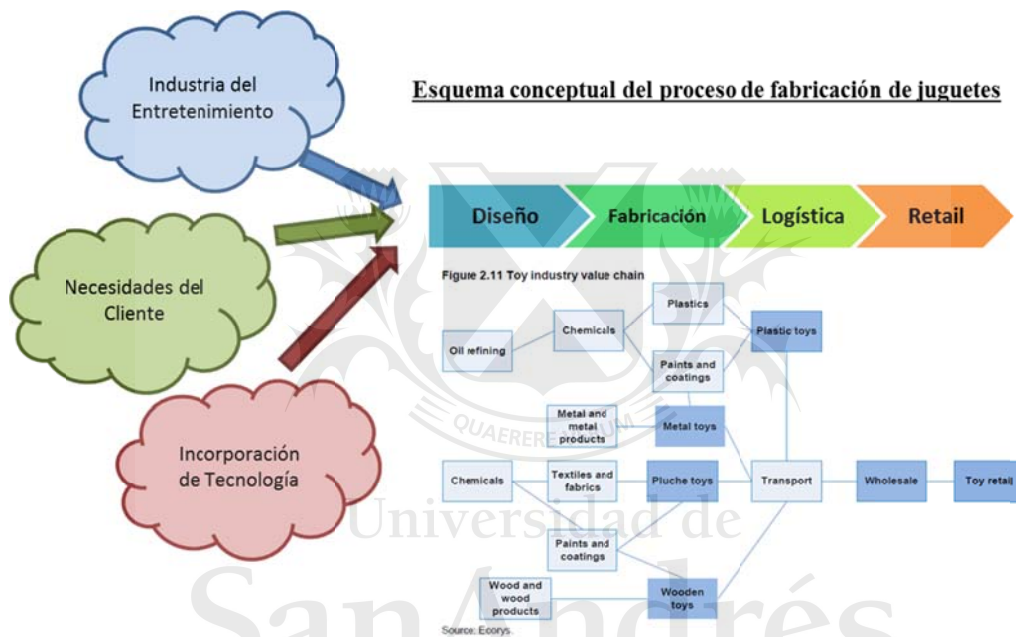 Industria del
Entretenimiento
Necesidades del
Cliente
Incorporación
de Tecnología
Esquema conceptual del proceso de fabricación de juguetes
Diseño
Fabricación
Logística
Retail
Figure 2.11 Toy industry value chain
Oil refining
Chemicals
Plastics
Paints and
coatings
Plastic toys
Metal and
metal
products
Metal toys
Chemicals
Textiles and
fabrics
Pluche toys
Transport
Wholesale
Toy retail
Paints and
coatings
Wood and
wood
products
Wooden
toys
Source: Ecorys.
QUAERERE VERUM
Universidad de
SanAndrés